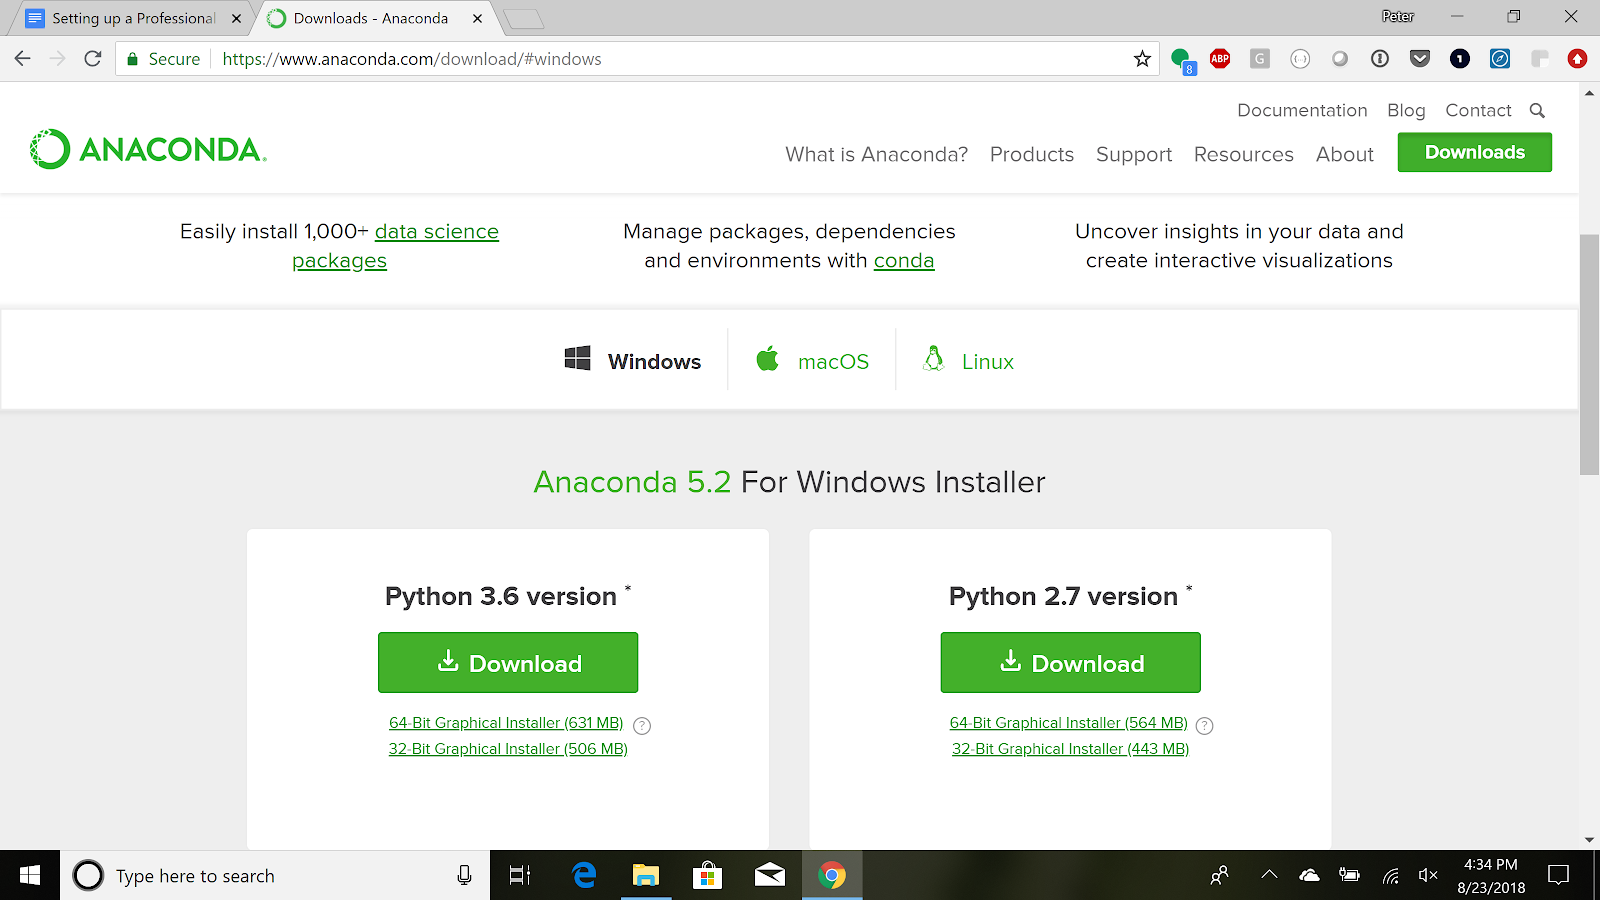 Setting up a Professional
Downloads - Anaconda
Peter
Secure
https://www.anaconda.com/download/#windows
8
ABP
G
1
Documentation Blog Contact
ANACONDA.
What is Anaconda? Products Support Resources About Downloads
Easily install 1,000+ data science
packages
Manage packages, dependencies
and environments with conda
Uncover insights in your data and
create interactive visualizations
Windows macOS Linux
Anaconda 5.2 For Windows Installer
Python 3.6 version *
Download
64-Bit Graphical Installer (631 MB) ?
32-Bit Graphical Installer (506 MB)
Python 2.7 version *
Download
64-Bit Graphical Installer (564 MB) ?
32-Bit Graphical Installer (443 MB)
Type here to search
4:34 PM
8/23/2018